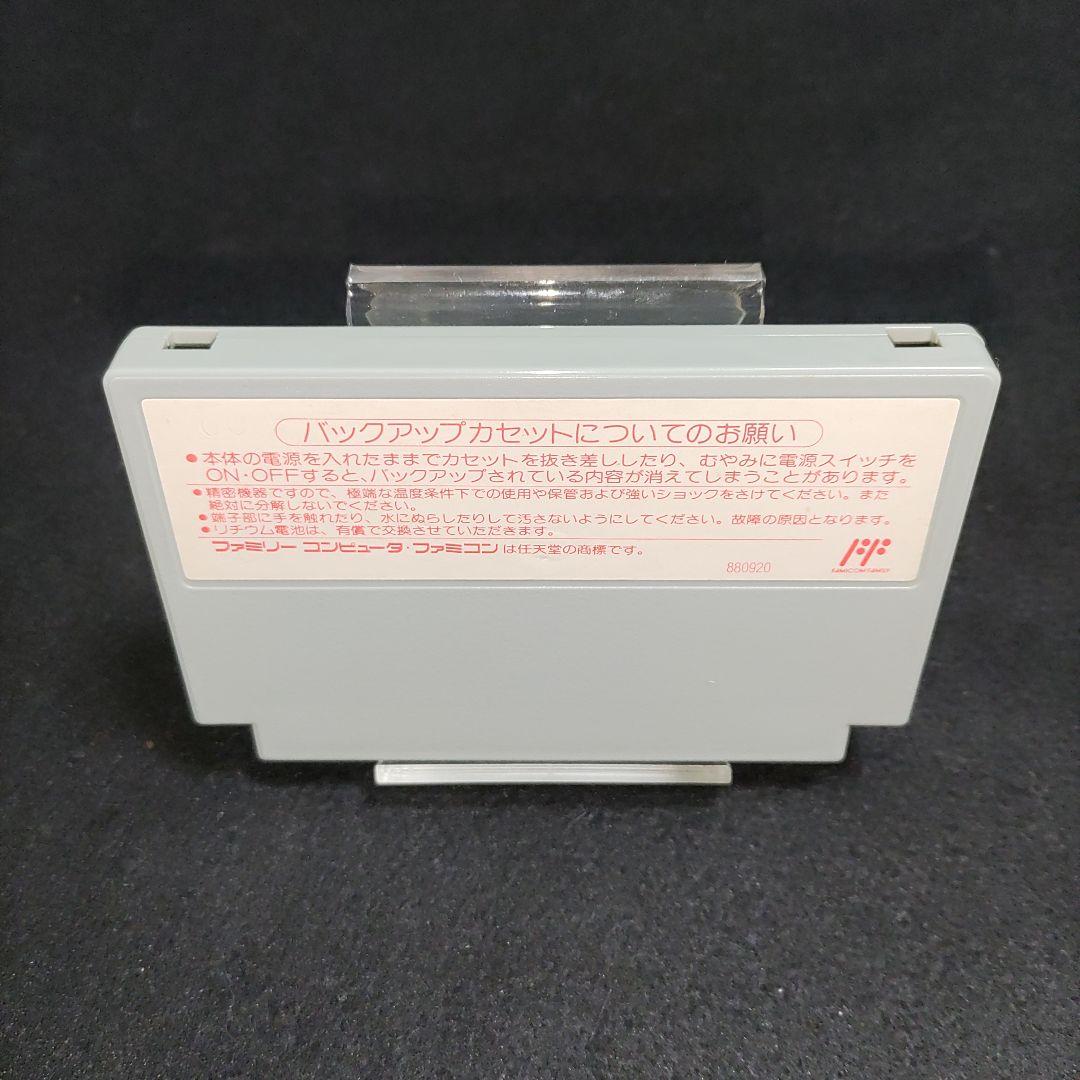 バックアップカセットについてのお願い
●本体の電源を入れたままでカセットを抜き差ししたり、むやみに電源スイッチを
ON・OFFすると、バックアップされている内容が消えてしまうことがあります。
●精密機器ですので、極端な温度条件下での使用や保管および強いショックをさけてください。また
絶対に分解しないでください。
●端子部に手を触れたり、水にぬらしたりして汚さないようにしてください。故障の原因となります。
●リチウム電池は、有償で交換させていただきます。
ファミリー コンピュータ・ファミコンは任天堂の商標です。
880920
FAMICOM FAMILY